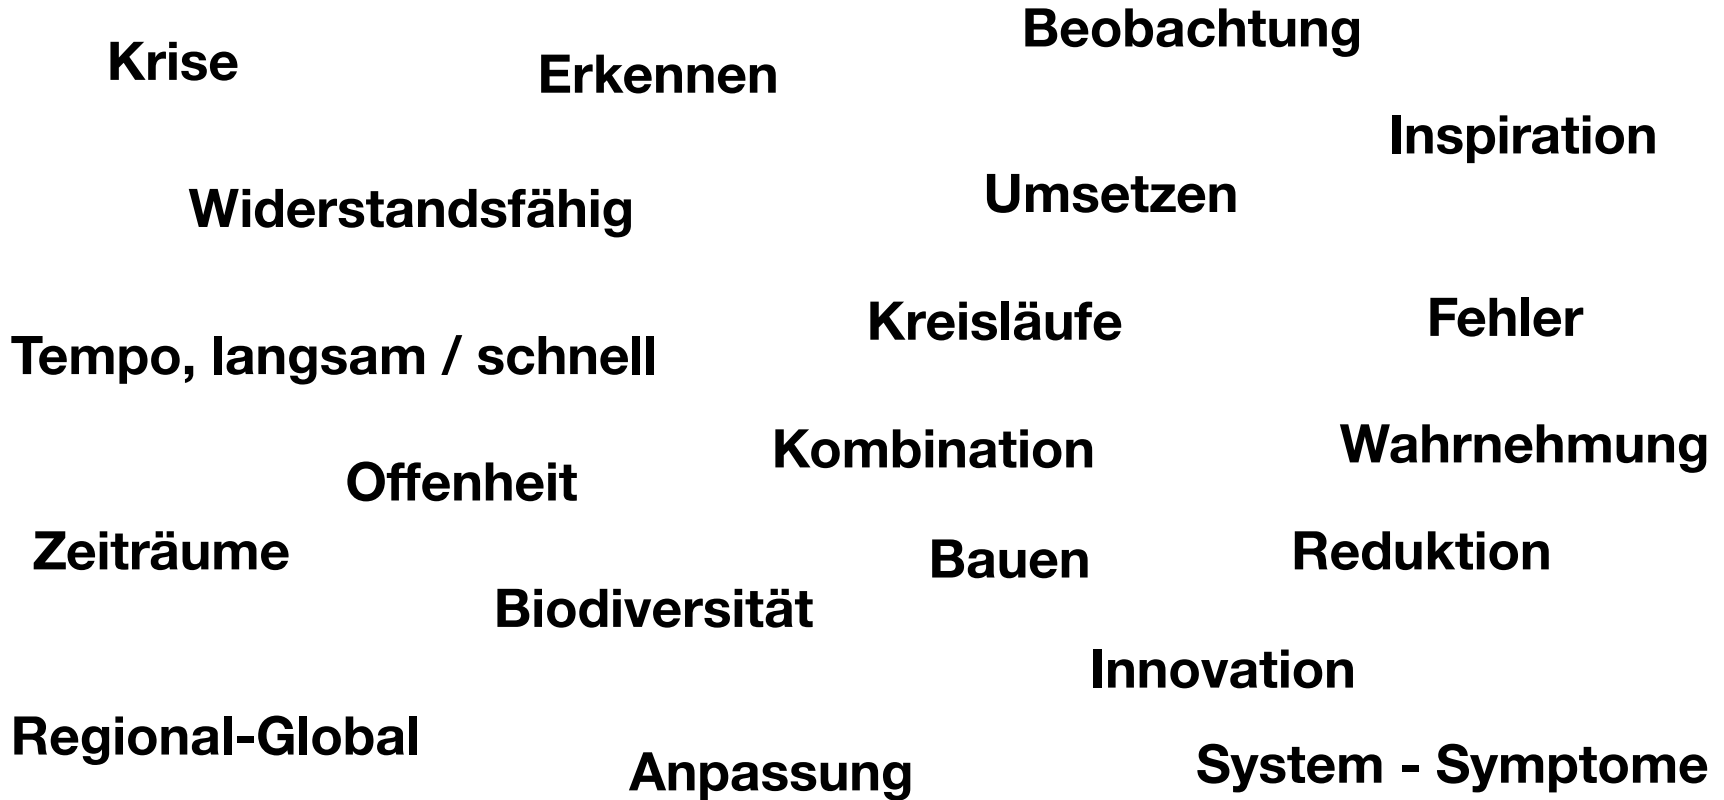 Beobachtung
Krise
Erkennen
Inspiration
Umsetzen
Widerstandsfähig
Fehler
Kreisläufe
Tempo, langsam / schnell
Wahrnehmung
Kombination
Offenheit
Zeiträume
Reduktion
Bauen
Biodiversität
Innovation
Regional-Global
System - Symptome
Anpassung